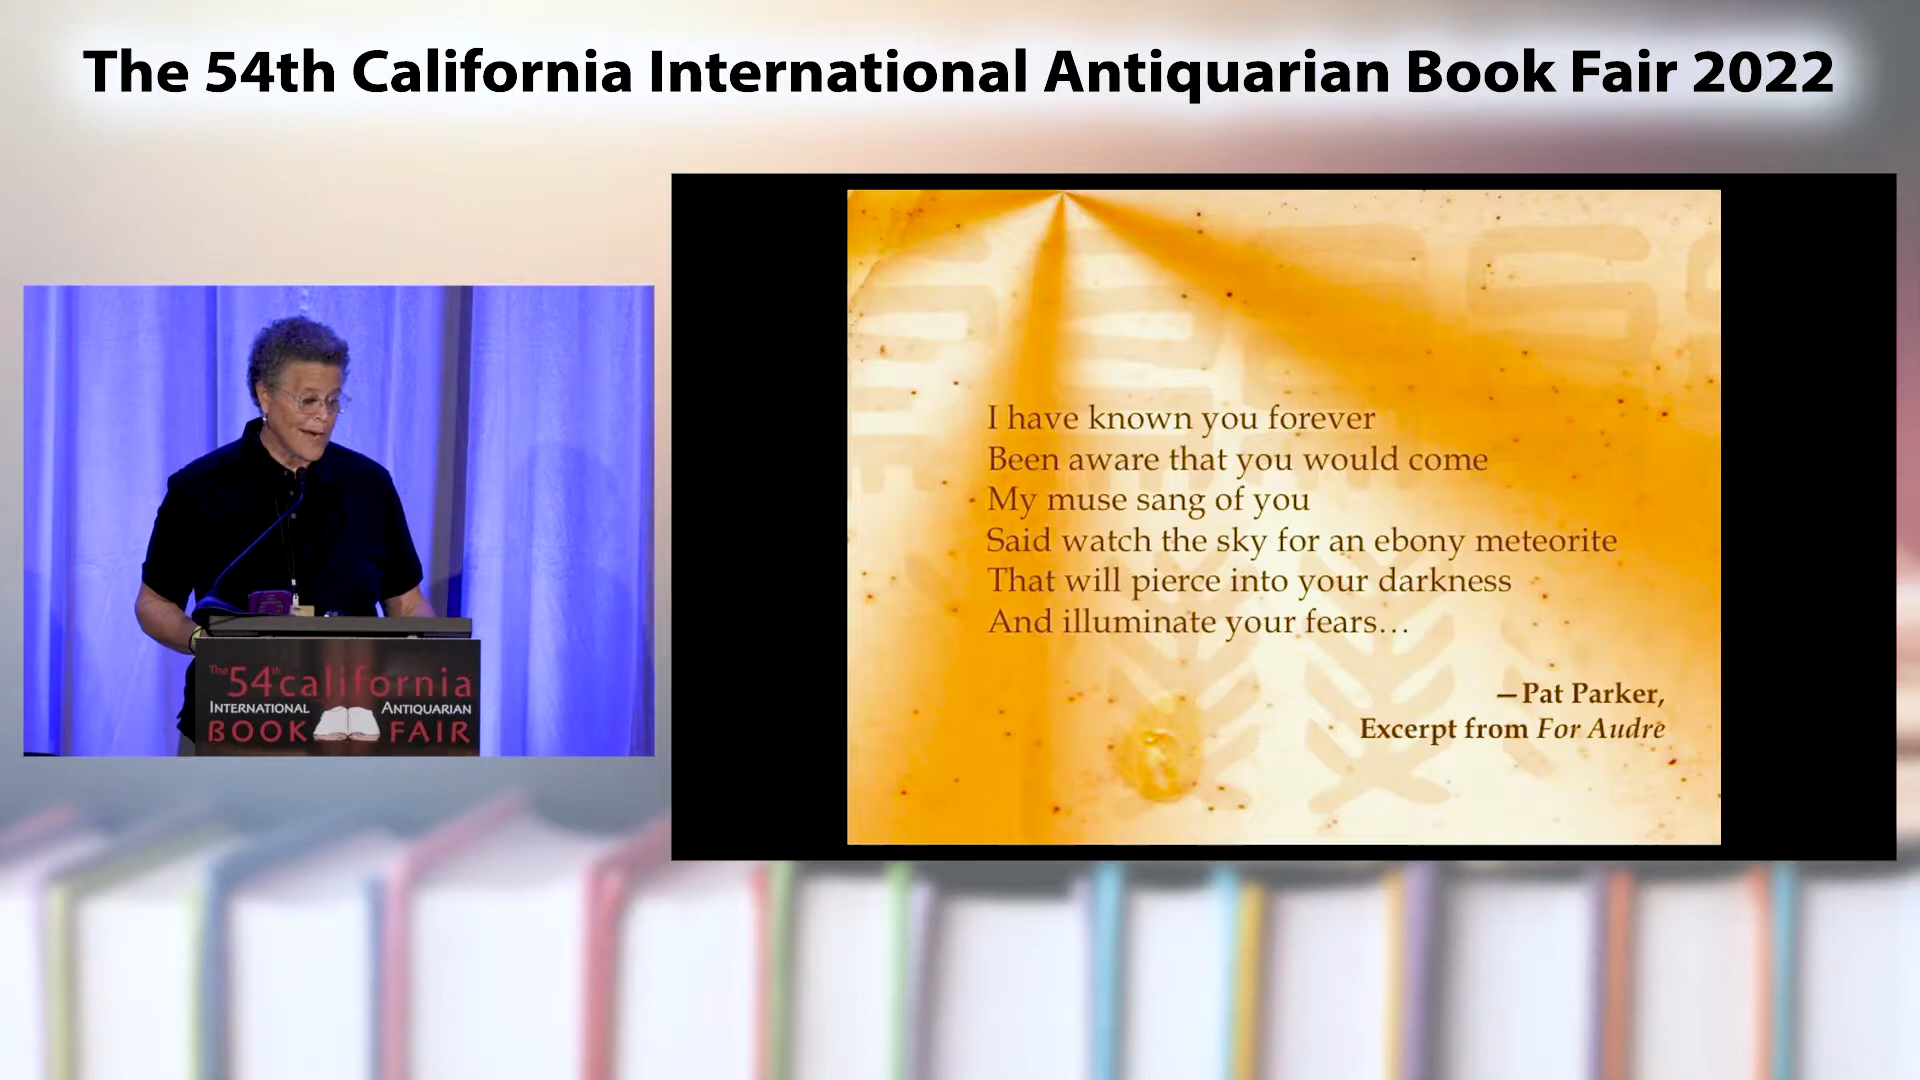 The 54th California International Antiquarian Book Fair 2022
I have known you forever
Been aware that you would come
My muse sang of you
Said watch the sky for an ebony meteorite
That will pierce into your darkness
And illuminate your fears…
—Pat Parker,
Excerpt from For Audre
The 54th california
INTERNATIONAL ANTIQUARIAN
BOOK FAIR